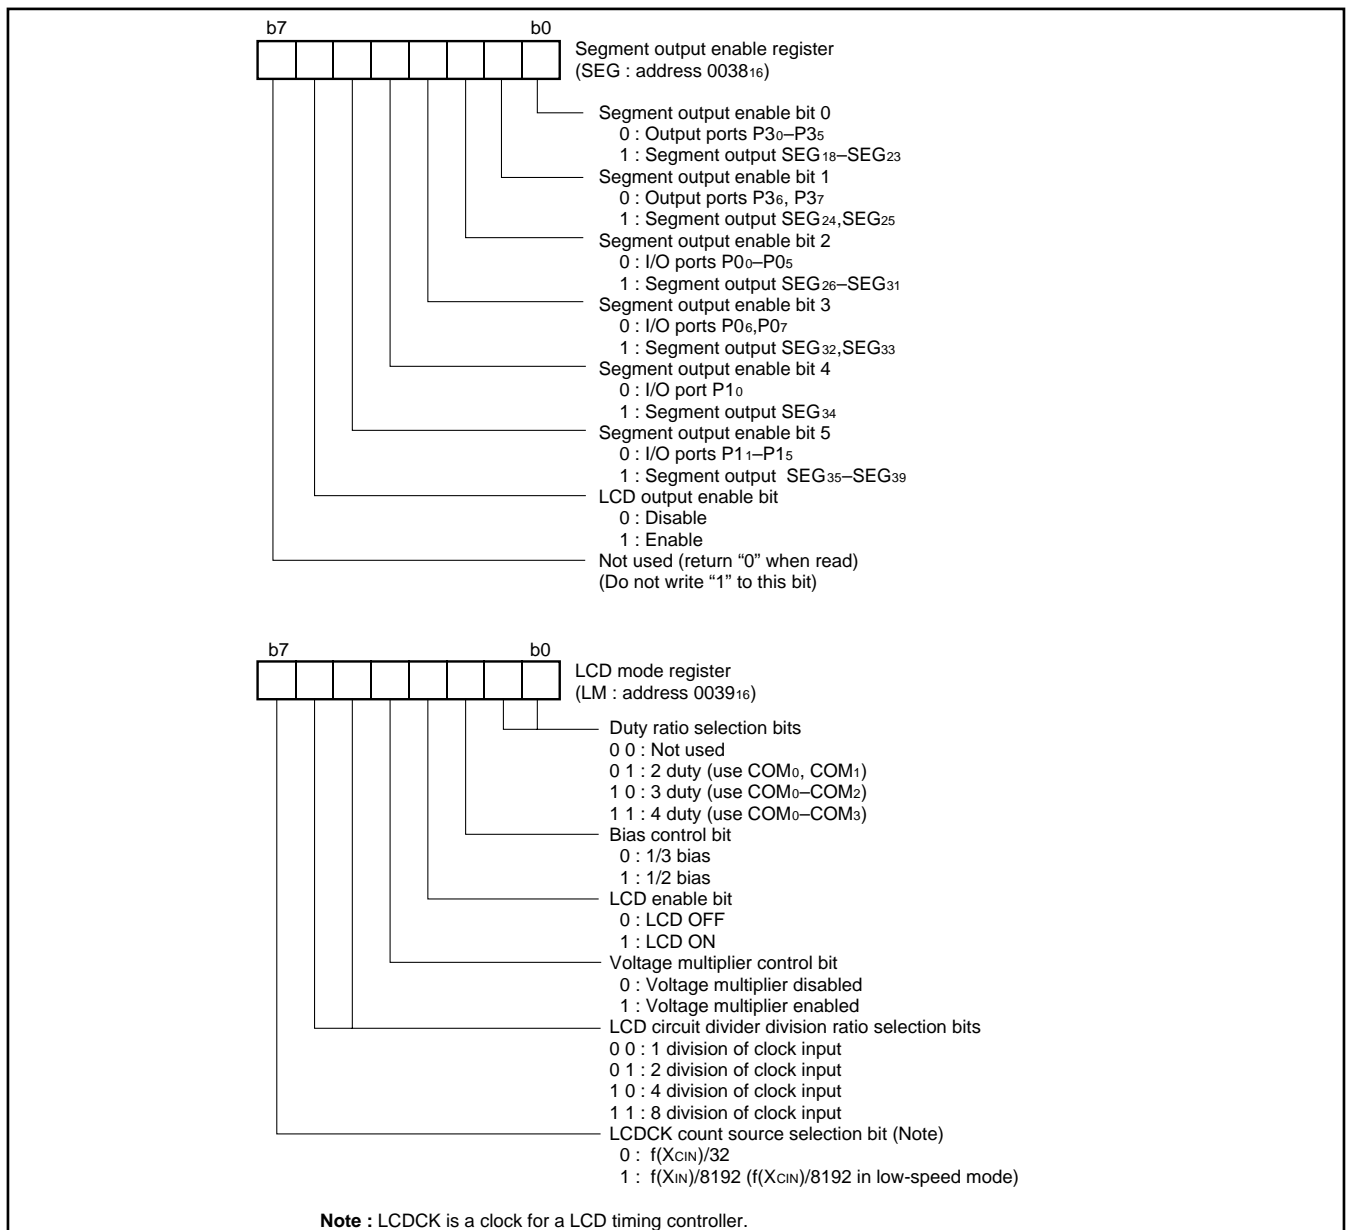 b7 b0
Segment output enable register
(SEG : address 003816)
Segment output enable bit 0
0 : Output ports P30–P35
1 : Segment output SEG18–SEG23
Segment output enable bit 1
0 : Output ports P36, P37
1 : Segment output SEG24,SEG25
Segment output enable bit 2
0 : I/O ports P00–P05
1 : Segment output SEG26–SEG31
Segment output enable bit 3
0 : I/O ports P06,P07
1 : Segment output SEG32,SEG33
Segment output enable bit 4
0 : I/O port P10
1 : Segment output SEG34
Segment output enable bit 5
0 : I/O ports P11–P15
1 : Segment output SEG35–SEG39
LCD output enable bit
0 : Disable
1 : Enable
Not used (return “0” when read)
(Do not write “1” to this bit)
b7 b0
LCD mode register
(LM : address 003916)
Duty ratio selection bits
0 0 : Not used
0 1 : 2 duty (use COM0, COM1)
1 0 : 3 duty (use COM0–COM2)
1 1 : 4 duty (use COM0–COM3)
Bias control bit
0 : 1/3 bias
1 : 1/2 bias
LCD enable bit
0 : LCD OFF
1 : LCD ON
Voltage multiplier control bit
0 : Voltage multiplier disabled
1 : Voltage multiplier enabled
LCD circuit divider division ratio selection bits
0 0 : 1 division of clock input
0 1 : 2 division of clock input
1 0 : 4 division of clock input
1 1 : 8 division of clock input
LCDCK count source selection bit (Note)
0 : f(XCIN)/32
1 : f(XIN)/8192 (f(XCIN)/8192 in low-speed mode)
Note : LCDCK is a clock for a LCD timing controller.